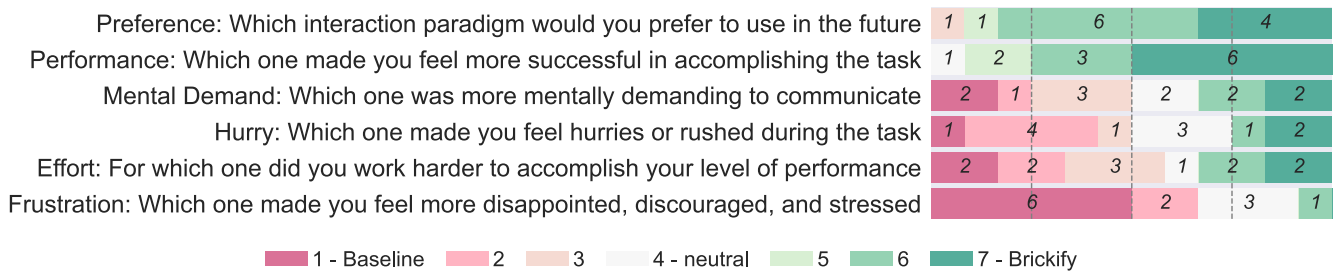 Preference: Which interaction paradigm would you prefer to use in the future 1 1 6 4
Performance: Which one made you feel more successful in accomplishing the task 1 2 3 6
Mental Demand: Which one was more mentally demanding to communicate 2 1 3 2 2 2
Hurry: Which one made you feel hurries or rushed during the task 1 4 1 3 1 2
Effort: For which one did you work harder to accomplish your level of performance 2 2 3 1 2 2
Frustration: Which one made you feel more disappointed, discouraged, and stressed 6 2 3 1
1 - Baseline 2 3 4 - neutral 5 6 7 - Brickify